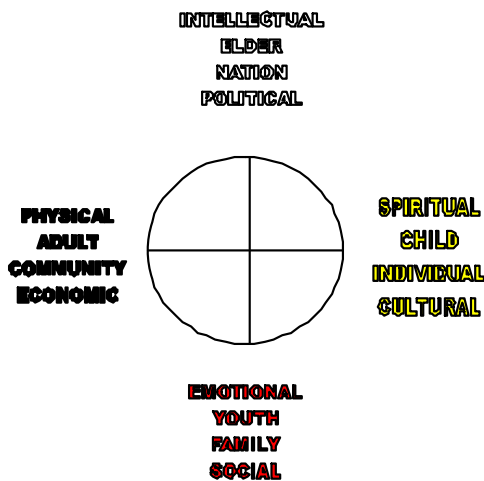 INTELLECTUAL
ELDER
NATION
POLITICAL
PHYSICAL
ADULT
COMMUNITY
ECONOMIC
SPIRITUAL
CHILD
INDIVIDUAL
CULTURAL
EMOTIONAL
YOUTH
FAMILY
SOCIAL